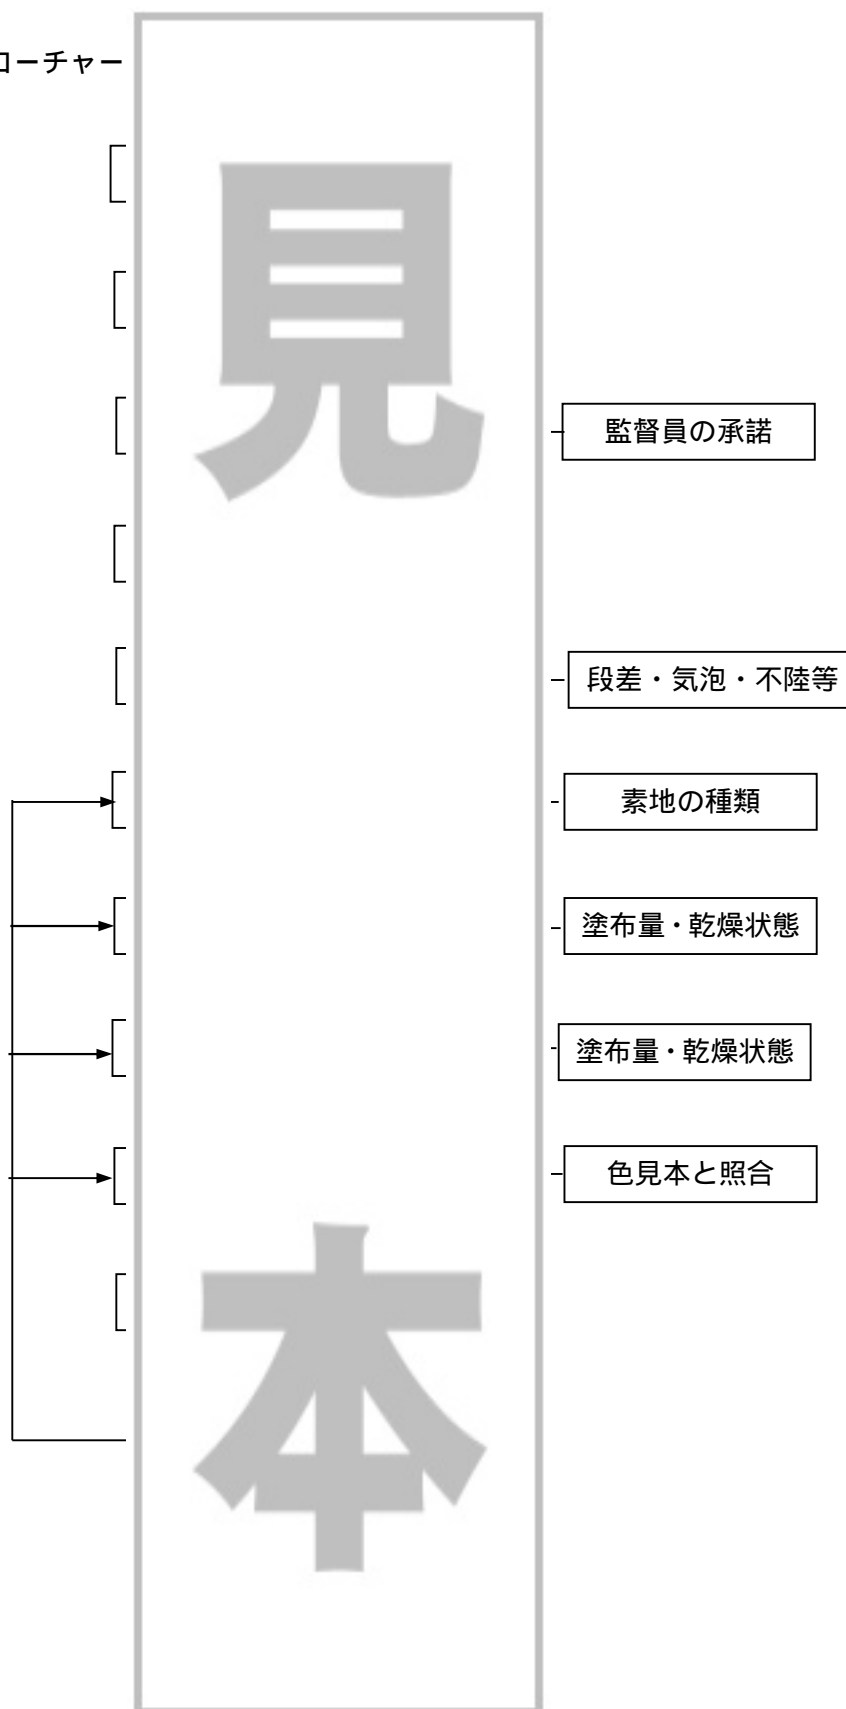 ローチャー
見
監督員の承諾
段差・気泡・不陸等
素地の種類
塗布量・乾燥状態
塗布量・乾燥状態
色見本と照合
本